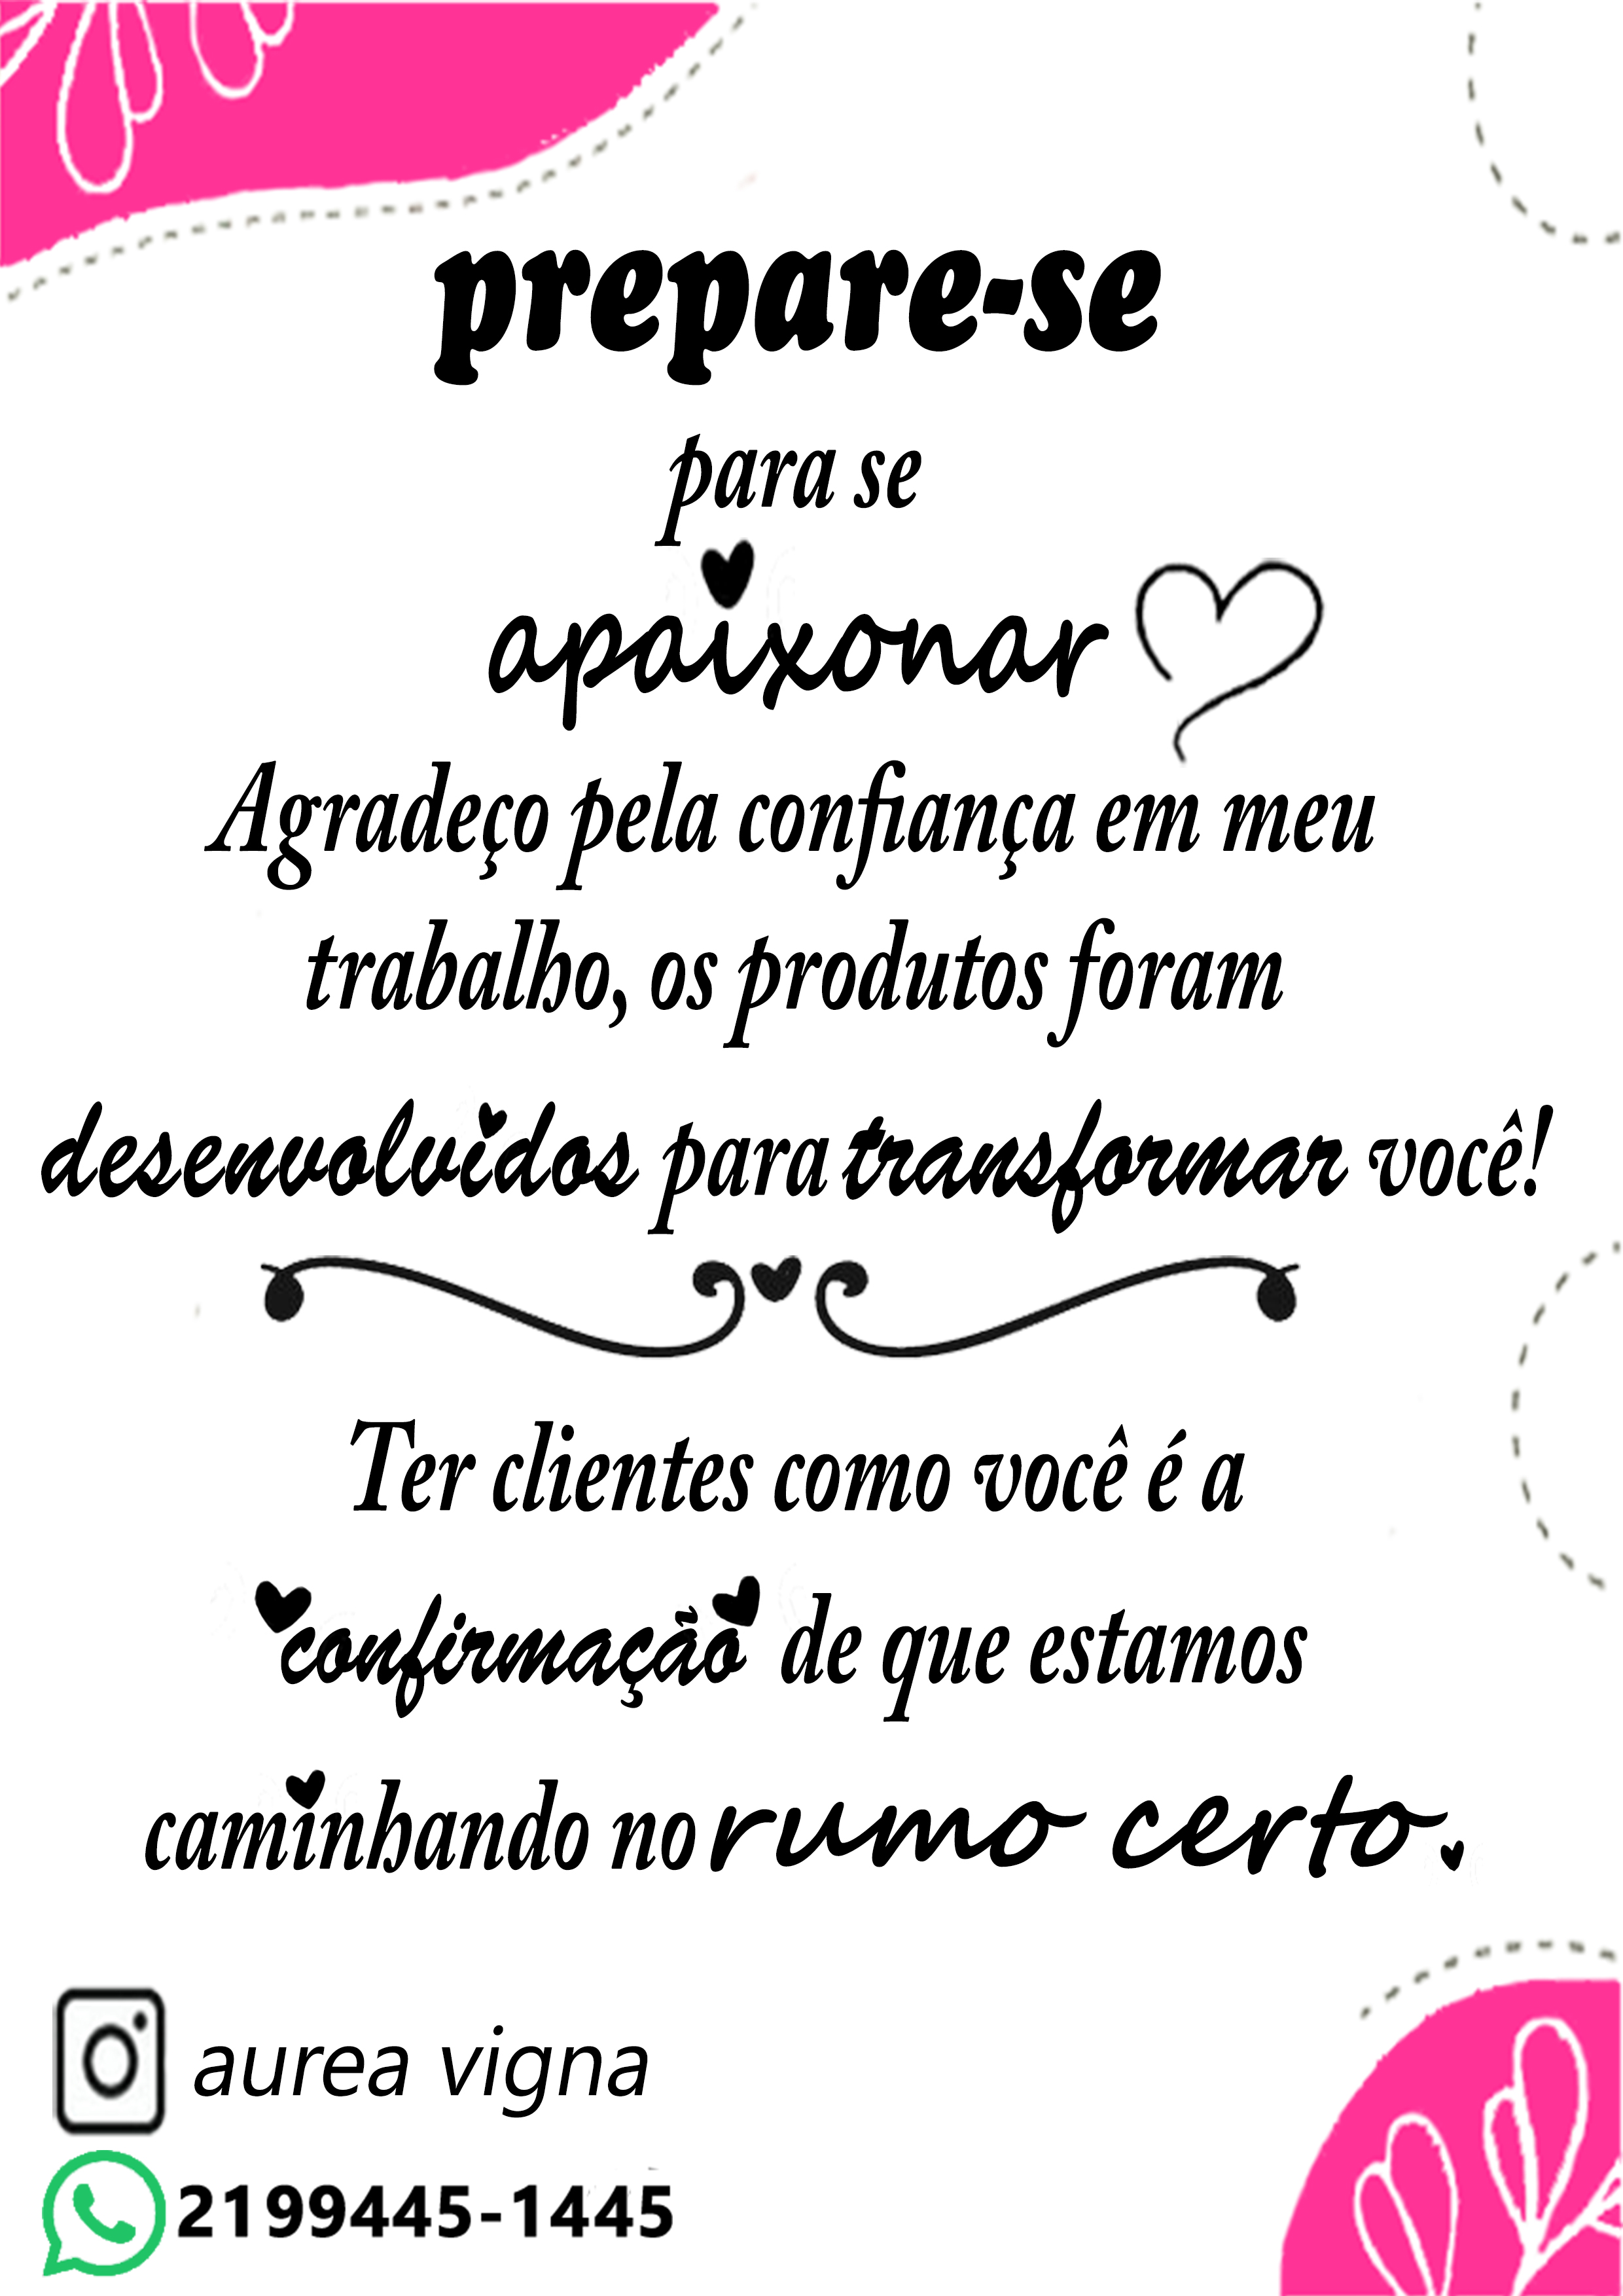 prepare-se
para se
apaixonar
Agradeço pela confiança em meu
trabalho, os produtos foram
desenvolvidos para transformar você!
Ter clientes como você é a
confirmação de que estamos
caminhando no rumo certo.
aurea vigna
2199445-1445